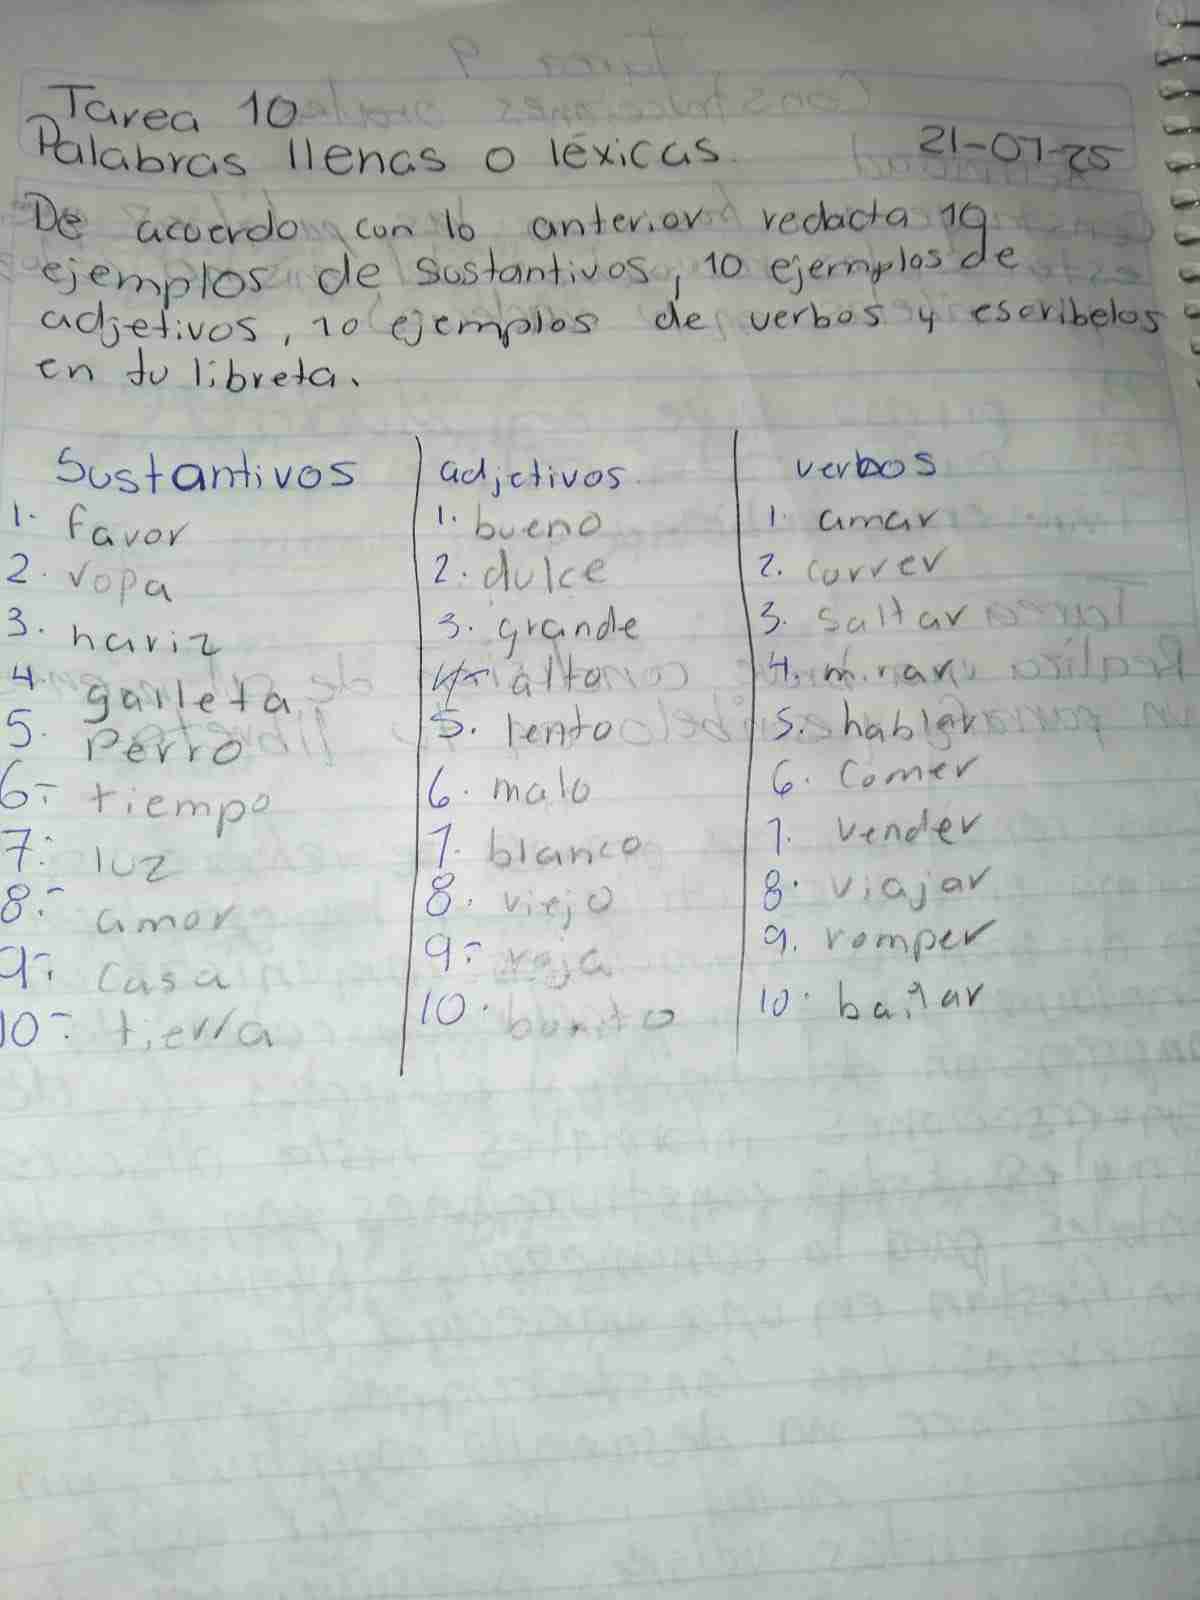 Tarea 10
Palabras llenas o léxicas. 21-07-25
De acuerdo con lo anterior redacta 10
ejemplos de sustantivos, 10 ejemplos de
adjetivos, 10 ejemplos de verbos y escribelos
en tu libreta.
Sustantivos adjetivos verbos
1. favor 1. bueno 1. amar
2. ropa 2. dulce 2. correr
3. nariz 3. grande 3. saltar
4. galleta 4. alto 4. mirar
5. Perro 5. lento 5. hablar
6- tiempo 6. malo 6. Comer
7- luz 7. blanco 7. vender
8- amor 8. viejo 8. viajar
9- casa 9- roja 9. romper
10- tierra 10. bonito 10. bailar